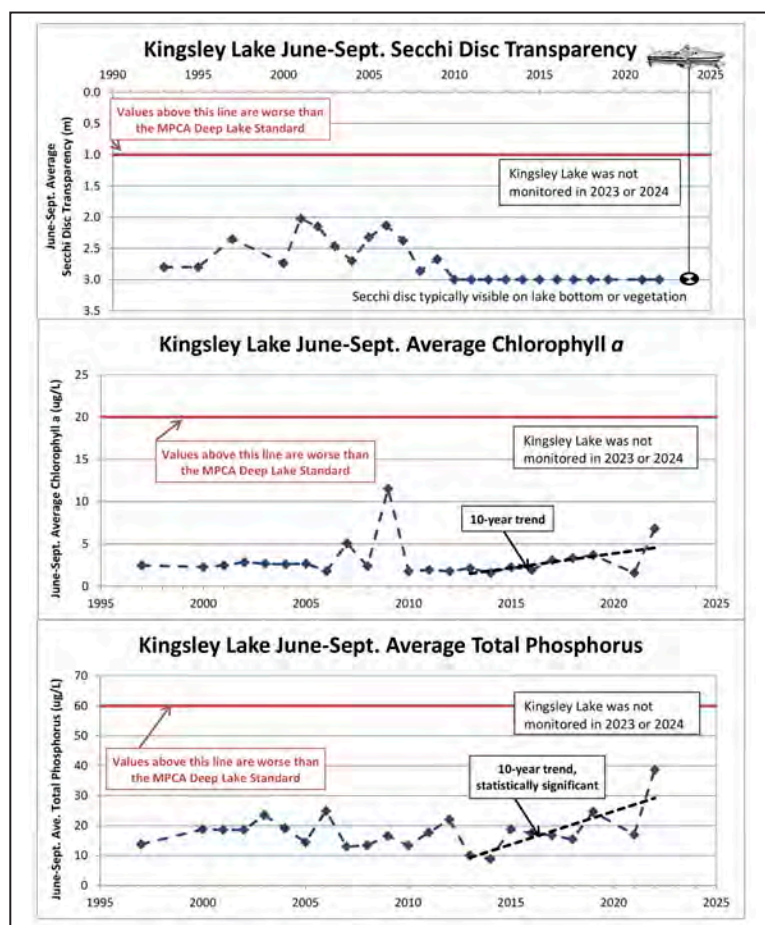 Kingsley Lake June-Sept. Secchi Disc Transparency
1990 1995 2000 2005 2010 2015 2020 2025
June-Sept. Average
Secchi Disc Transparency (m)
0.0
0.5
1.0
1.5
2.0
2.5
3.0
3.5
Values above this line are worse than
the MPCA Deep Lake Standard
Kingsley Lake was not
monitored in 2023 or 2024
Secchi disc typically visible on lake bottom or vegetation
Kingsley Lake June-Sept. Average Chlorophyll a
June-Sept. Average Chlorophyll a (ug/L)
25
20
15
10
5
0
Values above this line are worse than
the MPCA Deep Lake Standard
Kingsley Lake was not
monitored in 2023 or 2024
10-year trend
1995 2000 2005 2010 2015 2020 2025
Kingsley Lake June-Sept. Average Total Phosphorus
June-Sept. Ave. Total Phosphorus (ug/L)
70
60
50
40
30
20
10
0
Kingsley Lake was not
monitored in 2023 or 2024
Values above this line are worse than
the MPCA Deep Lake Standard
10-year trend,
statistically significant
1995 2000 2005 2010 2015 2020 2025